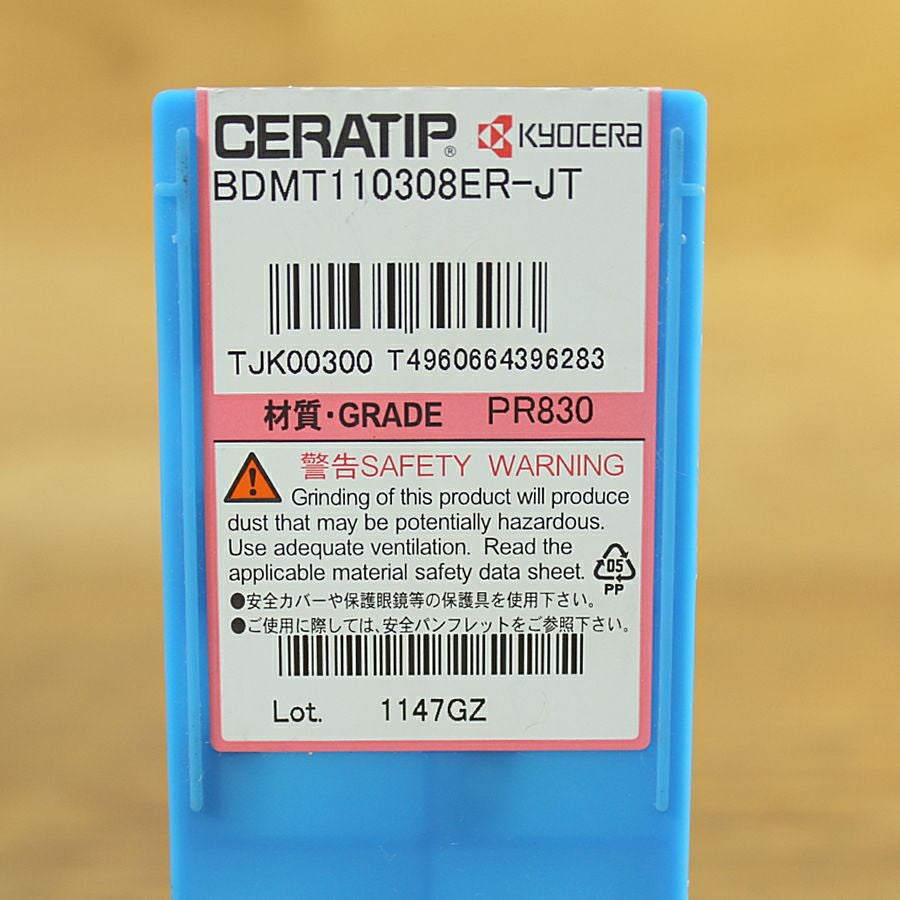 CERATIP® KYOCERA
BDMT110308ER-JT
TJK00300 T4960664396283
材質・GRADE PR830
警告SAFETY WARNING
Grinding of this product will produce
dust that may be potentially hazardous.
Use adequate ventilation. Read the
applicable material safety data sheet.
05
PP
●安全カバーや保護眼鏡等の保護具を使用下さい。
●ご使用に際しては、安全パンフレットをご参照下さい。
Lot. 1147GZ